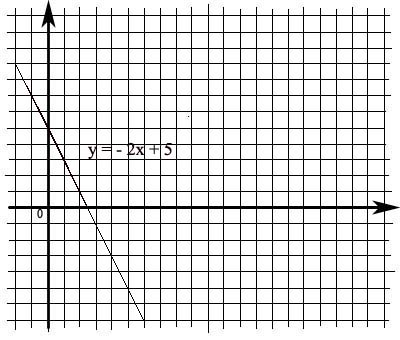 y = - 2x + 5
0